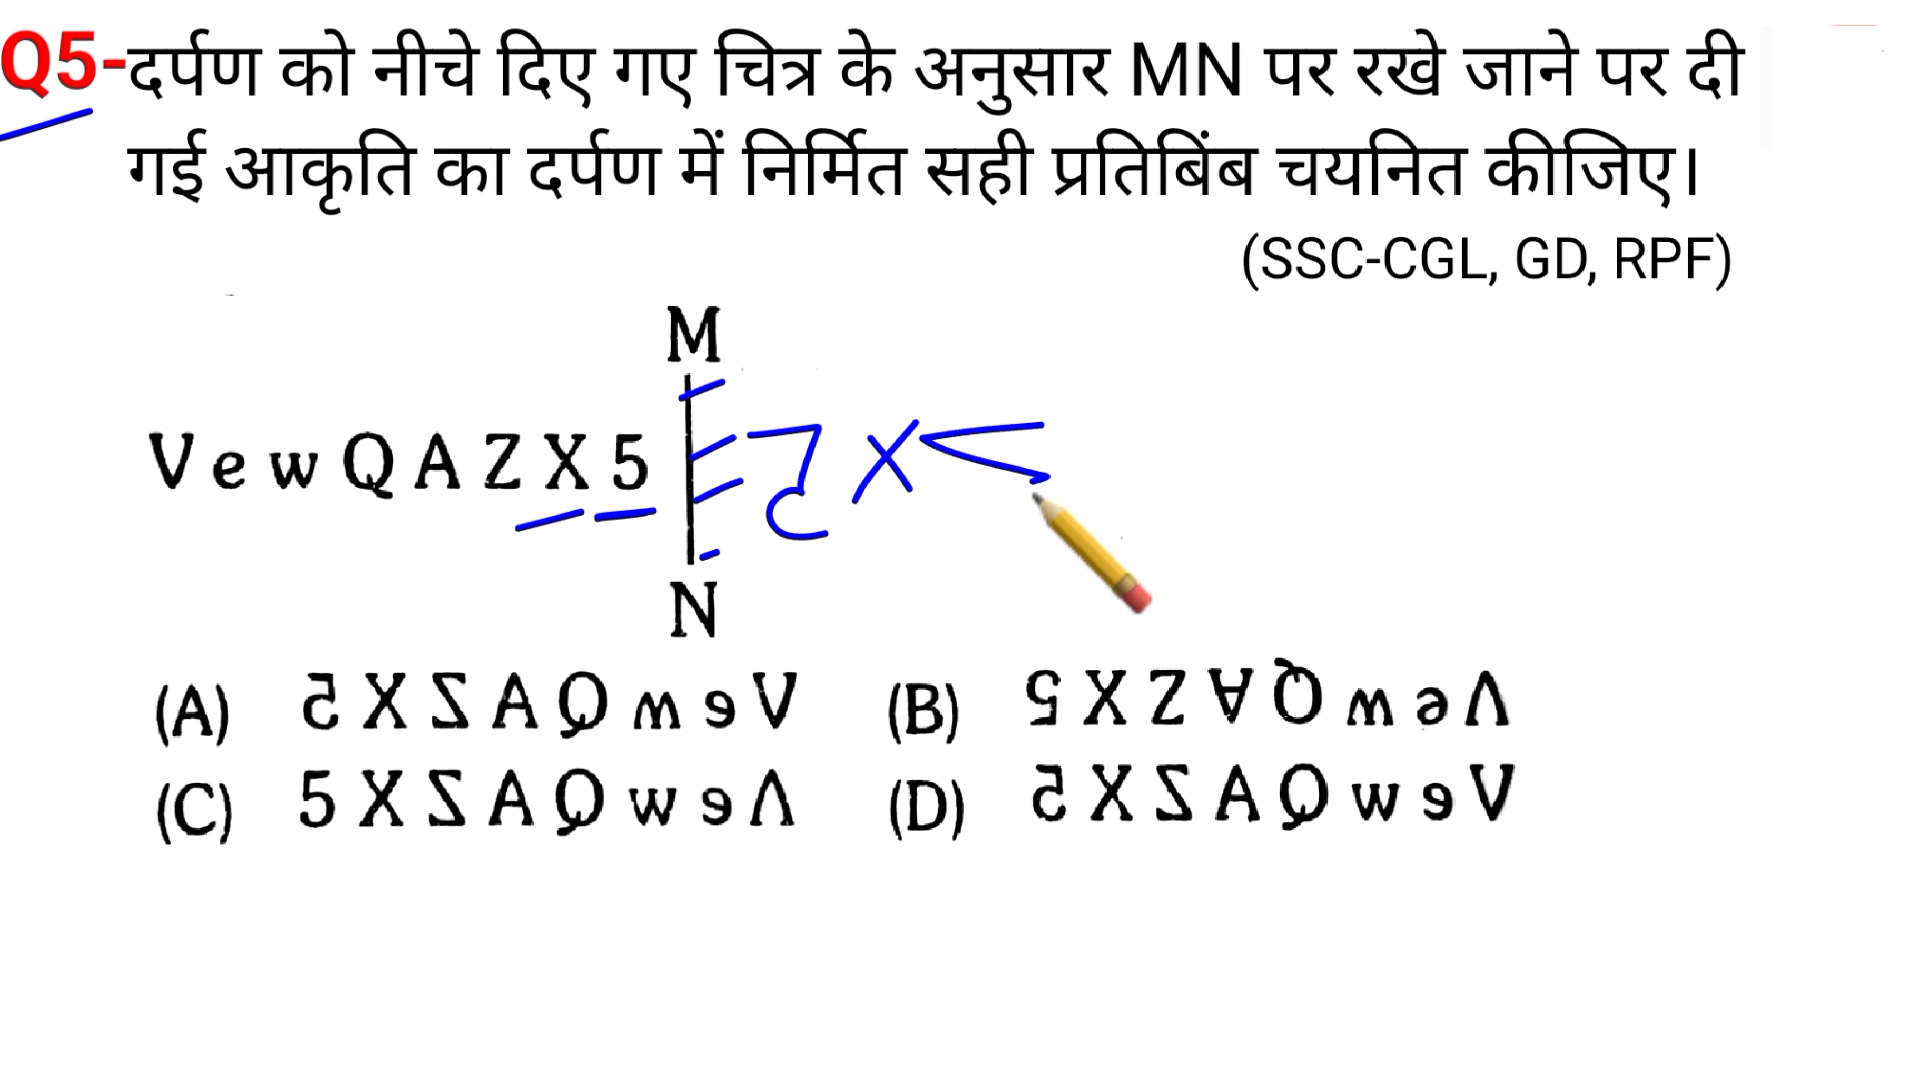 Q5-दर्पण को नीचे दिए गए चित्र के अनुसार MN पर रखे जाने पर दी
गई आकृति का दर्पण में निर्मित सही प्रतिबिंब चयनित कीजिए।
(SSC-CGL, GD, RPF)
M
V e w Q A Z X 5
N
(A)
(B)
(C)
(D)